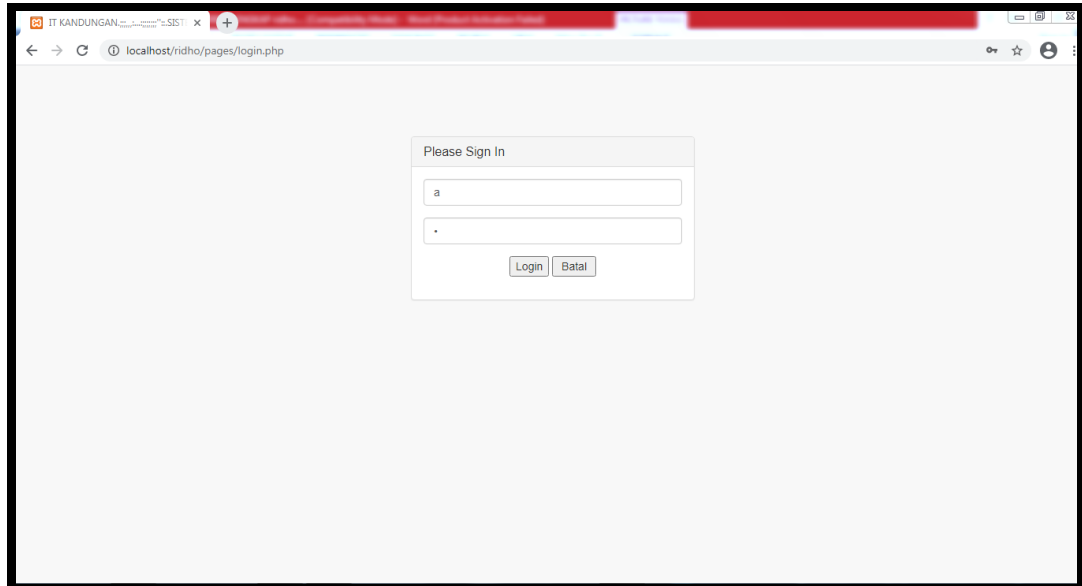 IT KANDUNGAN
localhost/ridho/pages/login.php
Please Sign In
a
•
Login Batal